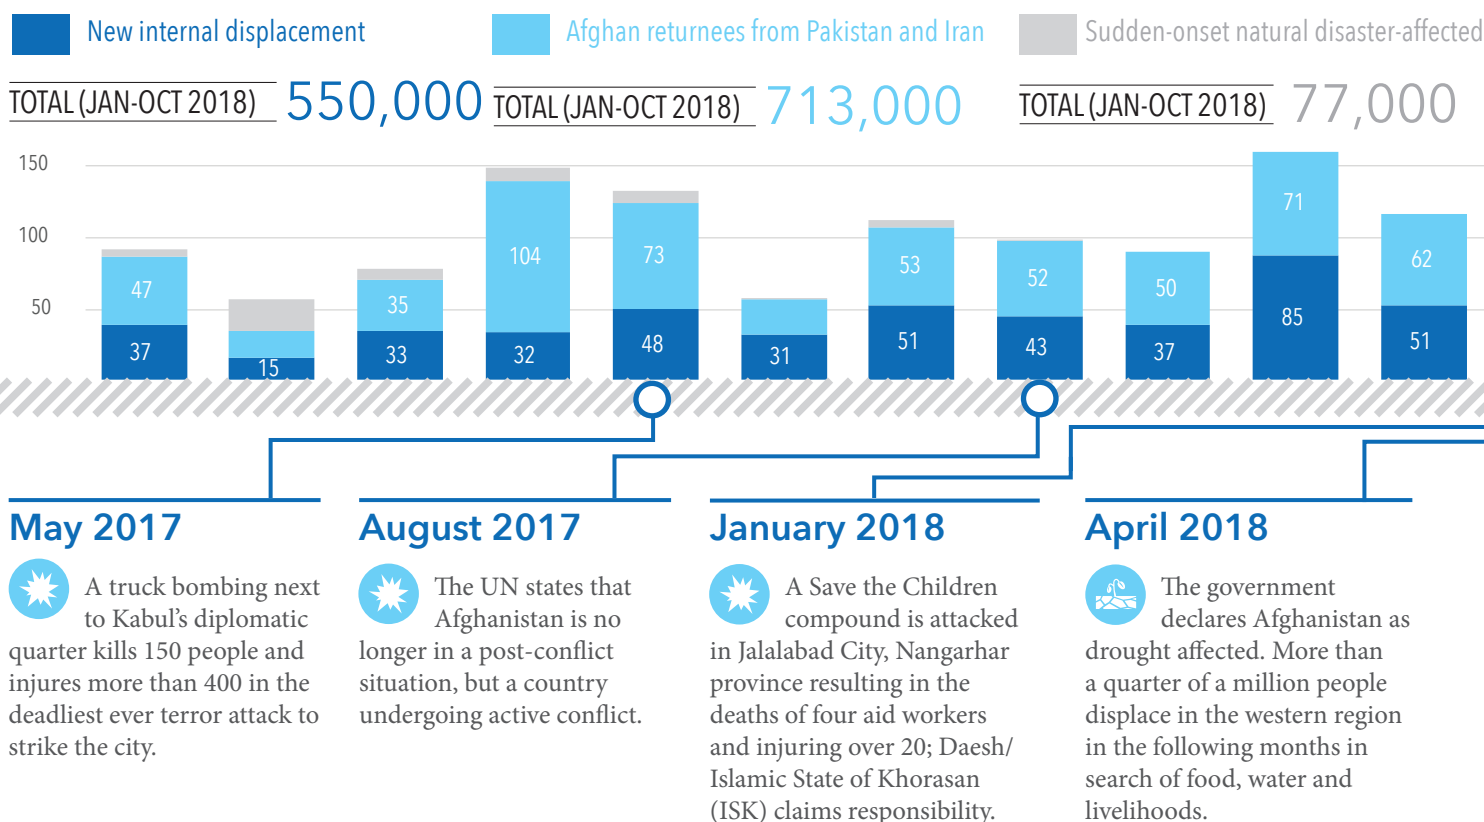 New internal displacement
Afghan returnees from Pakistan and Iran
Sudden-onset natural disaster-affected
TOTAL (JAN-OCT 2018) 550,000
TOTAL (JAN-OCT 2018) 713,000
TOTAL (JAN-OCT 2018) 77,000
150
100
50
47
37
15
35
33
104
32
73
48
31
53
51
52
43
50
37
71
85
62
51
May 2017
A truck bombing next
to Kabul's diplomatic
quarter kills 150 people and
injures more than 400 in the
deadliest ever terror attack to
strike the city.
August 2017
The UN states that
Afghanistan is no
longer in a post-conflict
situation, but a country
undergoing active conflict.
January 2018
A Save the Children
compound is attacked
in Jalalabad City, Nangarhar
province resulting in the
deaths of four aid workers
and injuring over 20; Daesh/
Islamic State of Khorasan
(ISK) claims responsibility.
April 2018
The government
declares Afghanistan as
drought affected. More than
a quarter of a million people
displace in the western region
in the following months in
search of food, water and
livelihoods.